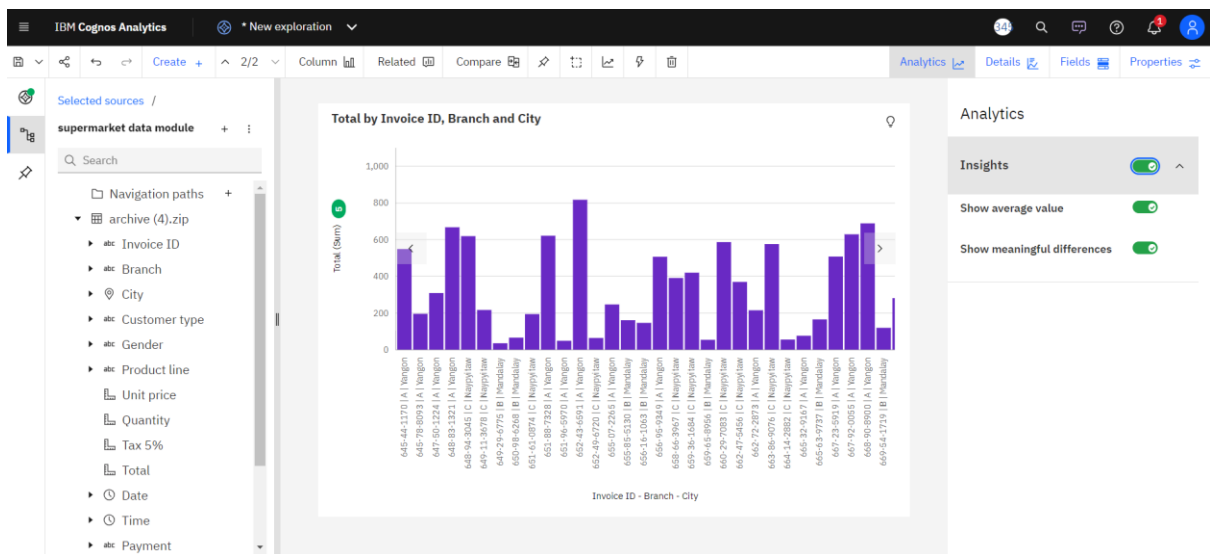 IBM Cognos Analytics
* New exploration
1
Create +
2/2
Column
Related
Compare
Analytics
Details
Fields
Properties
Selected sources /
supermarket data module
Search
Navigation paths
archive (4).zip
abc Invoice ID
abc Branch
City
abc Customer type
abc Gender
abc Product line
Unit price
Quantity
Tax 5%
Total
Date
Time
abc Payment
Total by Invoice ID, Branch and City
Total (Sum)
1,000
800
600
400
200
0
645-44-1170 | A | Yangon
645-78-8093 | A | Yangon
647-50-1224 | A | Yangon
648-83-1321 | A | Yangon
648-94-3045 | C | Naypyitaw
649-11-3678 | C | Naypyitaw
649-29-6775 | B | Mandalay
650-98-6268 | B | Mandalay
651-61-0874 | C | Naypyitaw
651-88-7328 | A | Yangon
651-96-5970 | A | Yangon
652-43-6591 | A | Yangon
652-49-6720 | C | Naypyitaw
655-07-2265 | A | Yangon
655-85-5130 | B | Mandalay
656-16-1063 | B | Mandalay
656-95-9349 | A | Yangon
658-66-3967 | C | Naypyitaw
659-36-1684 | C | Naypyitaw
659-65-8956 | B | Mandalay
660-29-7083 | C | Naypyitaw
662-47-5456 | C | Naypyitaw
662-72-2873 | A | Yangon
663-86-9076 | C | Naypyitaw
664-14-2882 | C | Naypyitaw
665-32-9167 | A | Yangon
665-63-9737 | B | Mandalay
667-23-5919 | A | Yangon
667-92-0055 | A | Yangon
668-90-8900 | A | Yangon
669-54-1719 | B | Mandalay
Invoice ID - Branch - City
Analytics
Insights
Show average value
Show meaningful differences